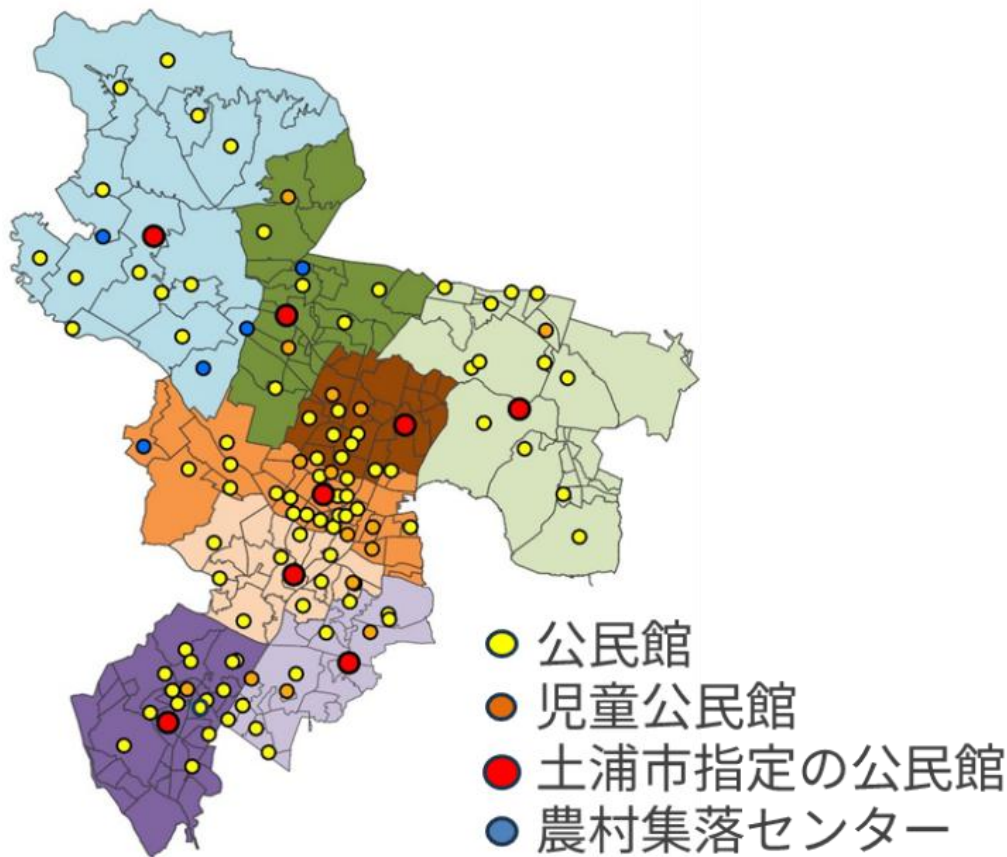 公民館
児童公民館
土浦市指定の公民館
農村集落センター